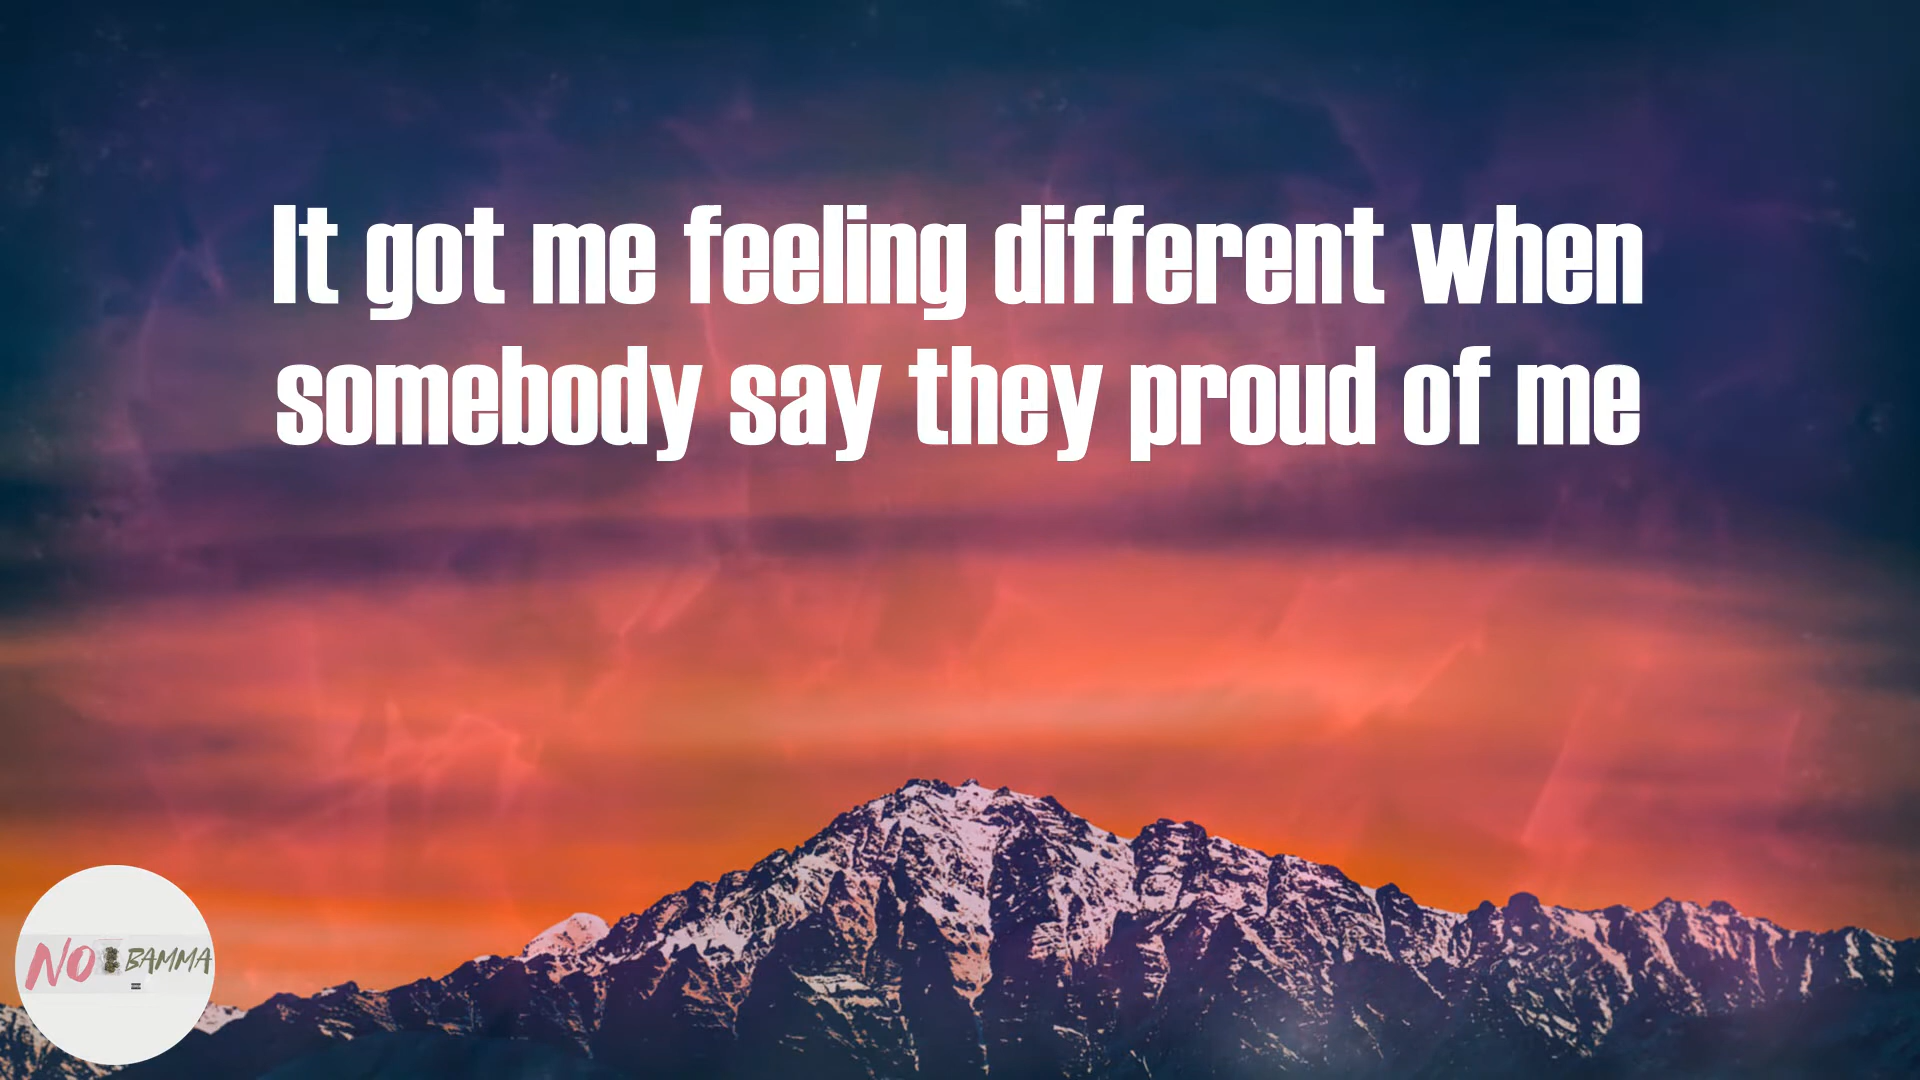 It got me feeling different when
somebody say they proud of me
NO BAMMA